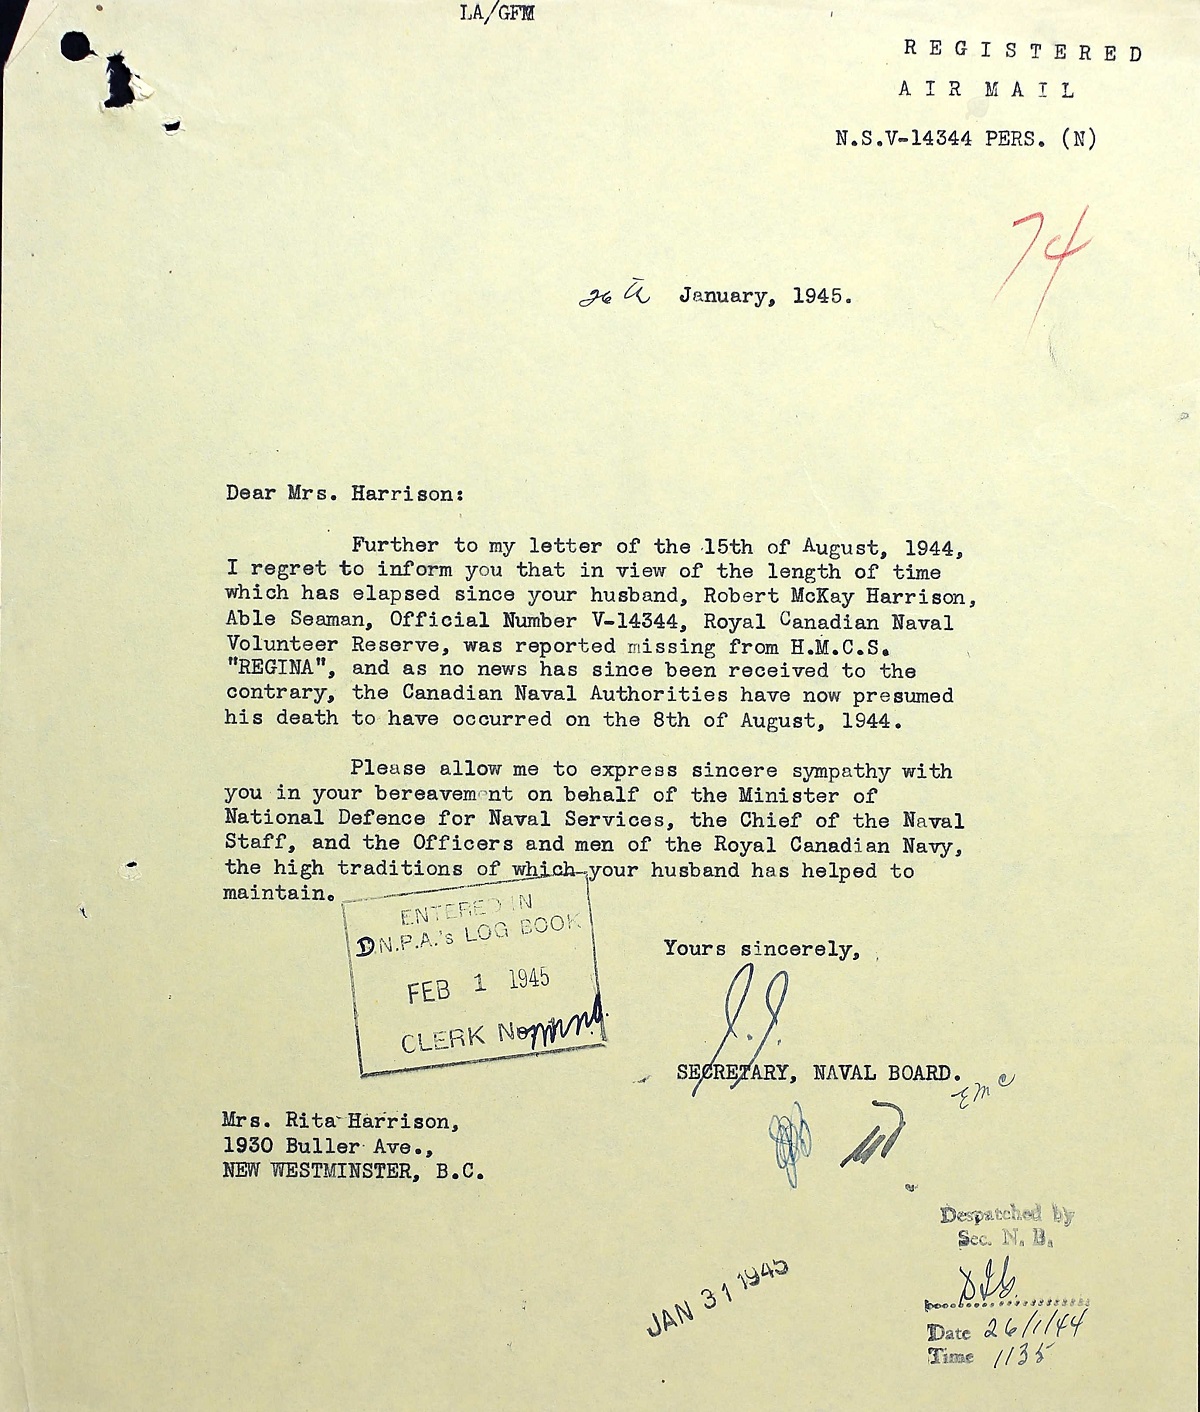 LA/GFM
REGISTERED
AIR MAIL
N.S.V-14344 PERS. (N)
74
26th January, 1945.
Dear Mrs. Harrison:
Further to my letter of the 15th of August, 1944,
I regret to inform you that in view of the length of time
which has elapsed since your husband, Robert McKay Harrison,
Able Seaman, Official Number V-14344, Royal Canadian Naval
Volunteer Reserve, was reported missing from H.M.C.S.
"REGINA", and as no news has since been received to the
contrary, the Canadian Naval Authorities have now presumed
his death to have occurred on the 8th of August, 1944.
Please allow me to express sincere sympathy with
you in your bereavement on behalf of the Minister of
National Defence for Naval Services, the Chief of the Naval
Staff, and the Officers and men of the Royal Canadian Navy,
the high traditions of which your husband has helped to
maintain.
ENTERED IN
D.N.P.A.'s LOG BOOK
FEB 1 1945
CLERK No.
Yours sincerely,
SECRETARY, NAVAL BOARD.
EMC
Mrs. Rita Harrison,
1930 Buller Ave.,
NEW WESTMINSTER, B.C.
Despatched by
Sec. N. B.
Date 26/1/44
Time 1135
JAN 31 1945